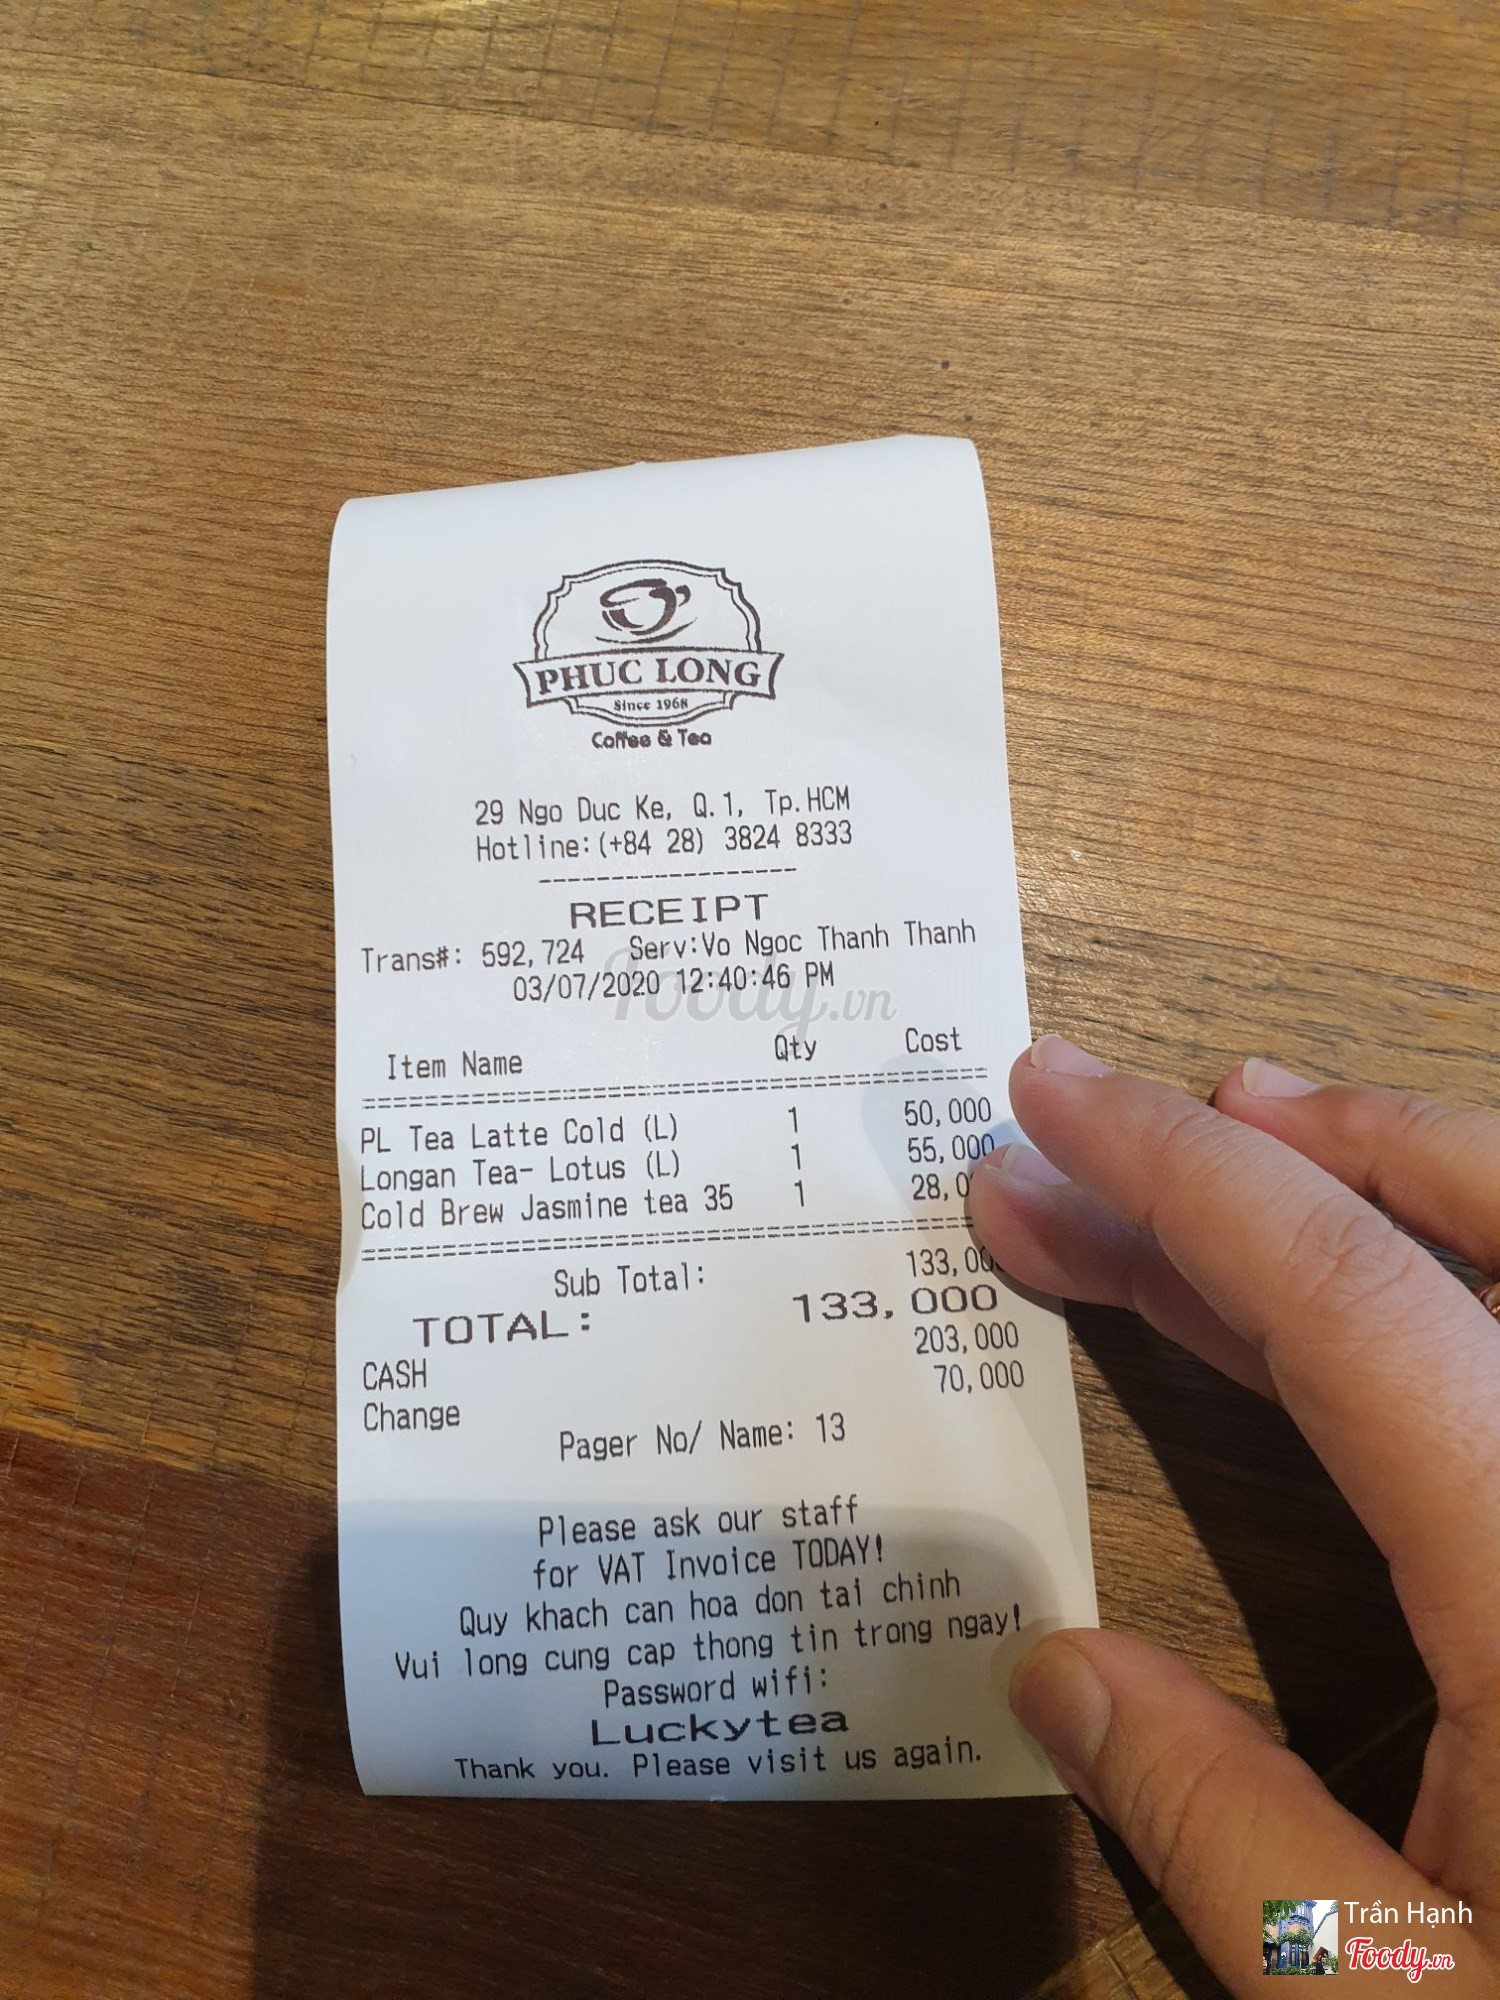 PHUC LONG
Since 1968
Coffee & Tea
29 Ngo Duc Ke, Q.1, Tp.HCM
Hotline:(+84 28) 3824 8333
RECEIPT
Trans#: 592,724 Serv:Vo Ngoc Thanh Thanh
03/07/2020 12:40:46 PM
Foody.vn
Item Name Qty Cost
PL Tea Latte Cold (L) 1 50,000
Longan Tea- Lotus (L) 1 55,000
Cold Brew Jasmine tea 35 1 28,0
Sub Total: 133,00
TOTAL: 133,000
CASH 203,000
Change 70,000
Pager No/ Name: 13
Please ask our staff
for VAT Invoice TODAY!
Quy khach can hoa don tai chinh
Vui long cung cap thong tin trong ngay!
Password wifi:
Luckytea
Thank you. Please visit us again.
Trần Hạnh
Foody.vn